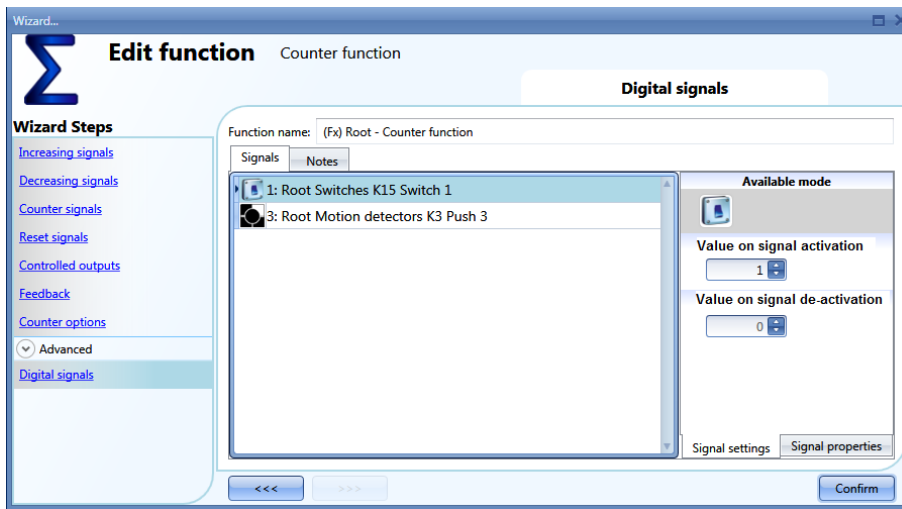 Wizard...
Edit function Counter function
Digital signals
Wizard Steps
Increasing signals
Decreasing signals
Counter signals
Reset signals
Controlled outputs
Feedback
Counter options
Advanced
Digital signals
Function name: (Fx) Root - Counter function
Signals Notes
1: Root Switches K15 Switch 1
3: Root Motion detectors K3 Push 3
Available mode
Value on signal activation
1
Value on signal de-activation
0
Signal settings Signal properties
<<< >>> Confirm